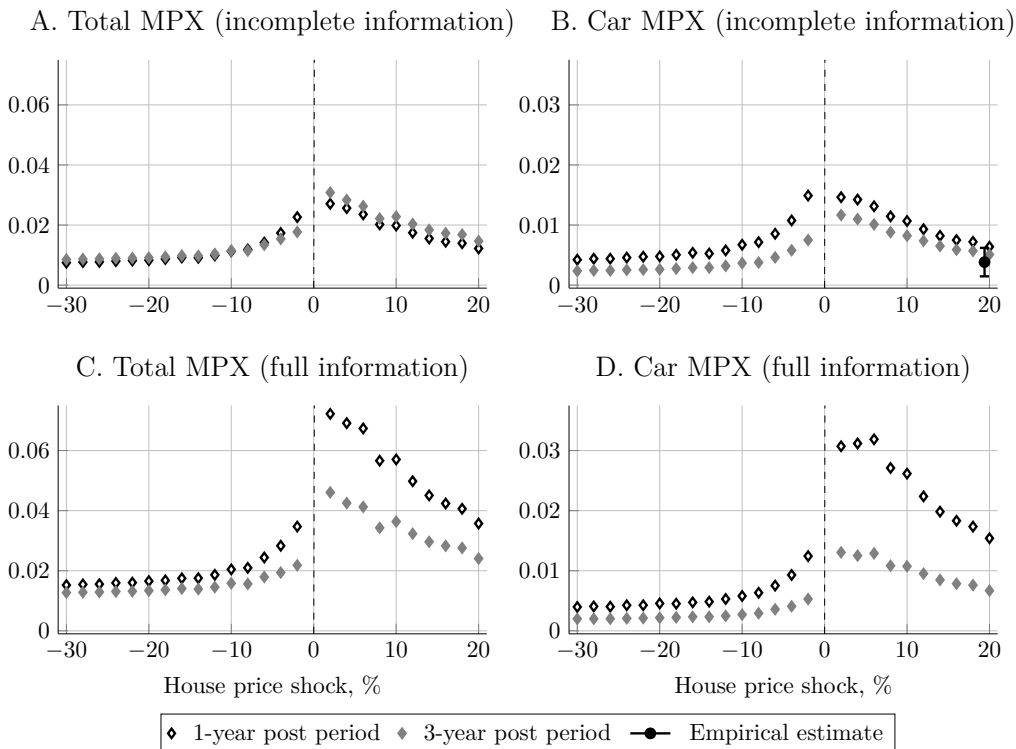 A. Total MPX (incomplete information) B. Car MPX (incomplete information)
0.06 0.03
0.04 0.02
0.02 0.01
0 0
−30 −20 −10 0 10 20 −30 −20 −10 0 10 20
C. Total MPX (full information) D. Car MPX (full information)
0.06 0.03
0.04 0.02
0.02 0.01
0 0
−30 −20 −10 0 10 20 −30 −20 −10 0 10 20
House price shock, % House price shock, %
1-year post period 3-year post period Empirical estimate